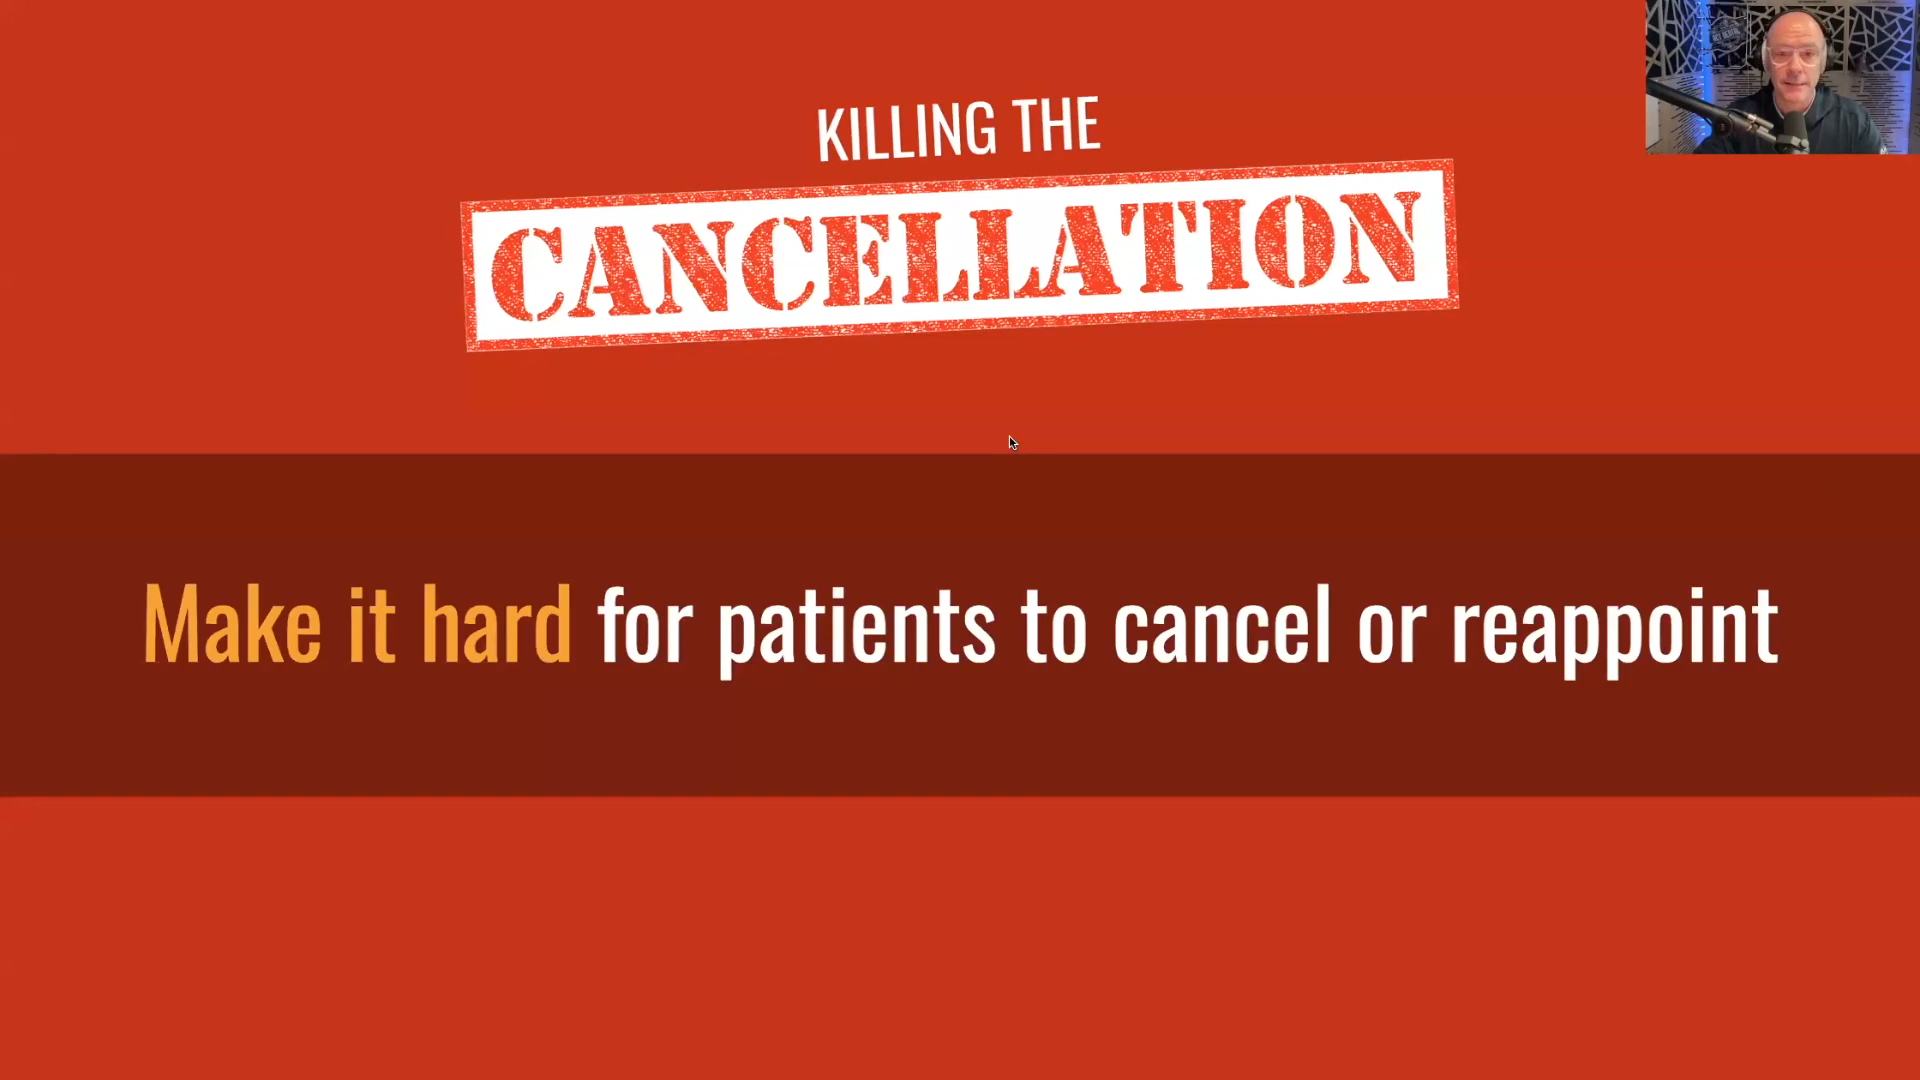 KILLING THE
CANCELLATION
Make it hard for patients to cancel or reappoint